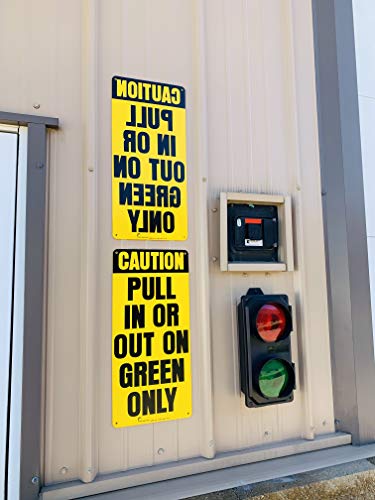 CAUTION
PULL
IN OR
OUT ON
GREEN
ONLY
CAUTION
PULL
IN OR
OUT ON
GREEN
ONLY